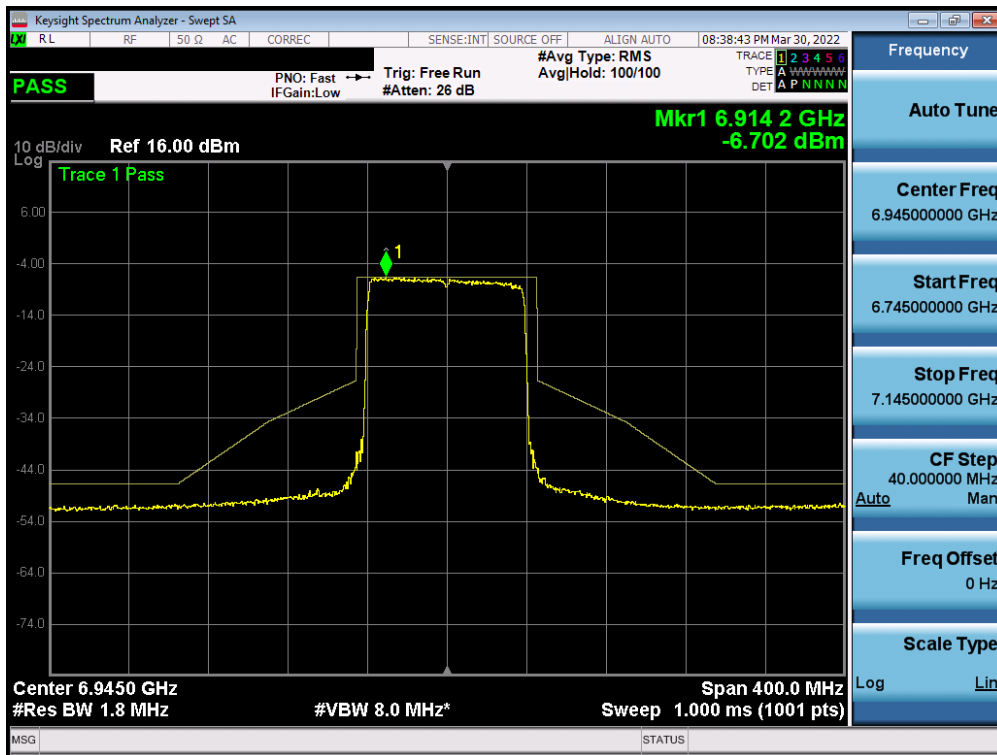 Keysight Spectrum Analyzer - Swept SA
LXI RL RF 50 Ω AC CORREC SENSE:INT SOURCE OFF ALIGN AUTO 08:38:43 PM Mar 30, 2022
Frequency
PASS
PNO: Fast
IFGain:Low
Trig: Free Run
#Atten: 26 dB
#Avg Type: RMS
Avg|Hold: 100/100
TRACE 1 2 3 4 5 6
TYPE A WWWWW
DET A P N N N N
Mkr1 6.914 2 GHz
-6.702 dBm
10 dB/div Ref 16.00 dBm
Log
Trace 1 Pass
6.00
-4.00
1
-14.0
-24.0
-34.0
-44.0
-54.0
-64.0
-74.0
Center 6.9450 GHz Span 400.0 MHz
#Res BW 1.8 MHz #VBW 8.0 MHz* Sweep 1.000 ms (1001 pts)
Auto Tune
Center Freq
6.945000000 GHz
Start Freq
6.745000000 GHz
Stop Freq
7.145000000 GHz
CF Step
40.000000 MHz
Auto Man
Freq Offset
0 Hz
Scale Type
Log Lin
MSG STATUS